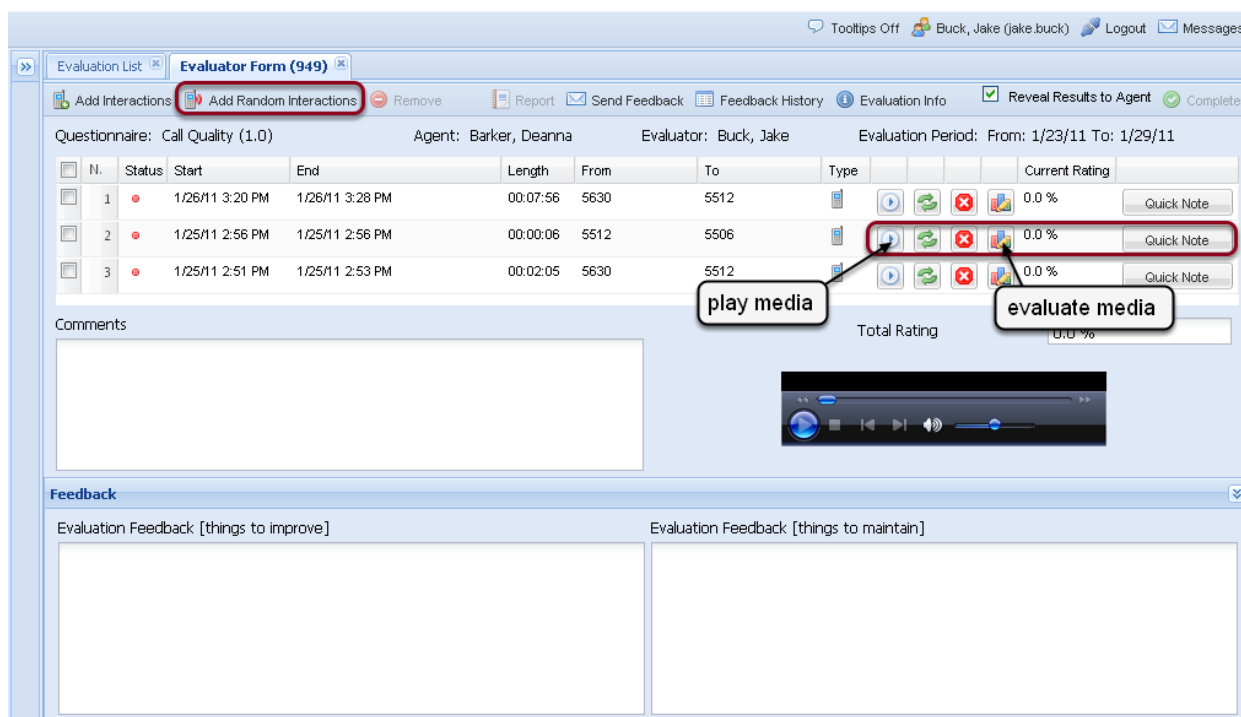 Tooltips Off Buck, Jake (jake.buck) Logout Messages
Evaluation List Evaluator Form (949)
Add Interactions Add Random Interactions Remove Report Send Feedback Feedback History Evaluation Info Reveal Results to Agent Complete
Questionnaire: Call Quality (1.0) Agent: Barker, Deanna Evaluator: Buck, Jake Evaluation Period: From: 1/23/11 To: 1/29/11
N. Status Start End Length From To Type Current Rating
1 1/26/11 3:20 PM 1/26/11 3:28 PM 00:07:56 5630 5512 0.0 % Quick Note
2 1/25/11 2:56 PM 1/25/11 2:56 PM 00:00:06 5512 5506 0.0 % Quick Note
3 1/25/11 2:51 PM 1/25/11 2:53 PM 00:02:05 5630 5512 0.0 % Quick Note
play media
evaluate media
Comments
Total Rating 0.0 %
Feedback
Evaluation Feedback [things to improve] Evaluation Feedback [things to maintain]